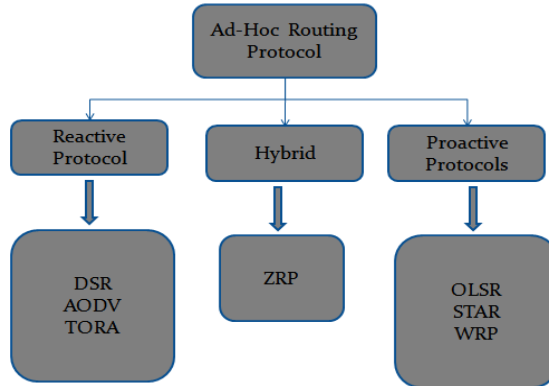 Ad-Hoc Routing
Protocol
Reactive
Protocol
Hybrid
Proactive
Protocols
DSR
AODV
TORA
ZRP
OLSR
STAR
WRP